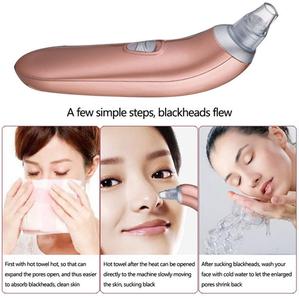 A few simple steps, blackheads flew
First with hot towel hot, so that can
expand the pores open, and thus easier
to absorb blackheads, clean skin
Hot towel after the heat can be opened
directly to the machine slowly moving
the skin, sucking black
After sucking blackheads, wash your
face with cold water to let the enlarged
pores shrink back